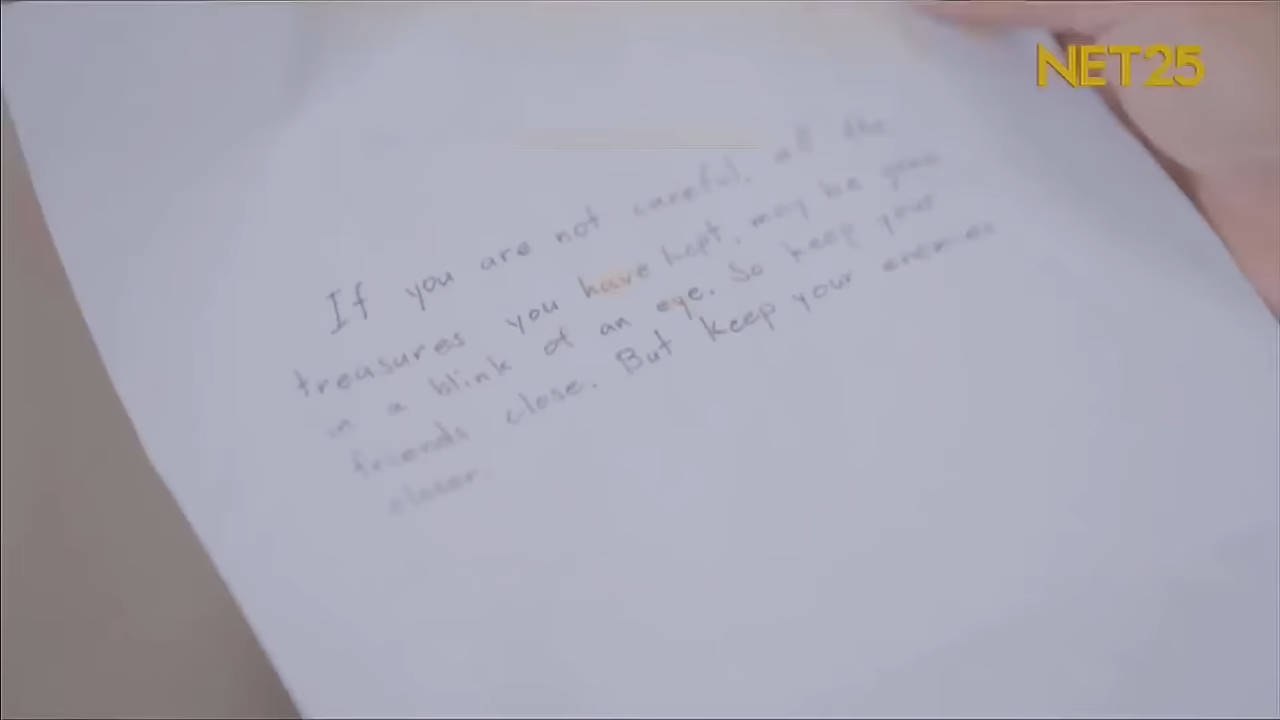 NET25
If you are not careful, all the
treasures you have kept, may be gone
in a blink of an eye. So keep your
friends close. But keep your enemies
closer.